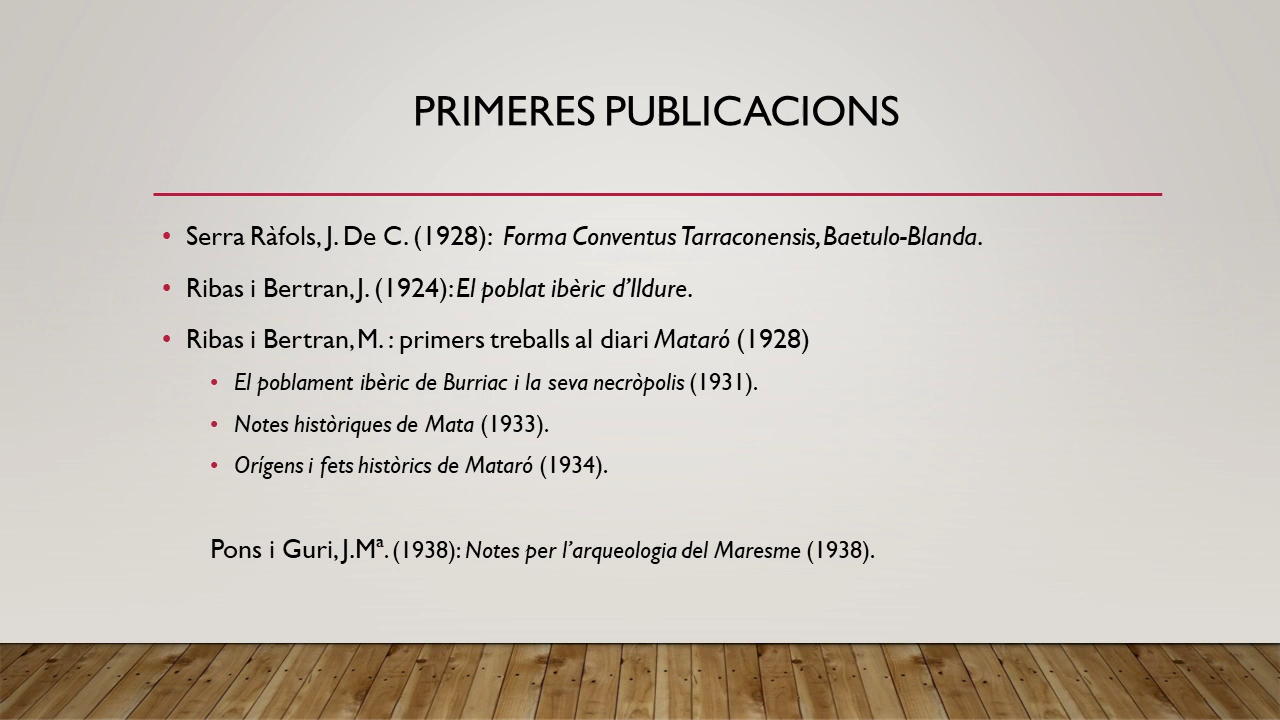 PRIMERES PUBLICACIONS
• Serra Ràfols, J. De C. (1928): Forma Conventus Tarraconensis, Baetulo-Blanda.
• Ribas i Bertran, J. (1924): El poblat ibèric d’Ildure.
• Ribas i Bertran, M. : primers treballs al diari Mataró (1928)
• El poblament ibèric de Burriac i la seva necròpolis (1931).
• Notes històriques de Mata (1933).
• Orígens i fets històrics de Mataró (1934).
Pons i Guri, J.Mª. (1938): Notes per l’arqueologia del Maresme (1938).